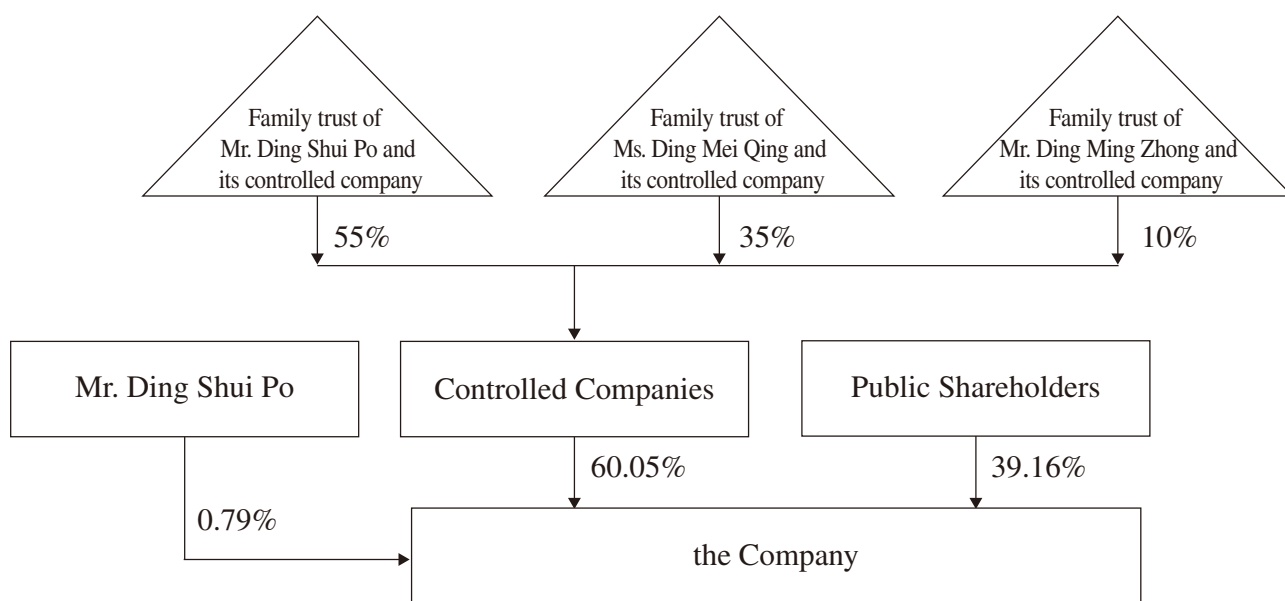 Family trust of
Mr. Ding Shui Po and
its controlled company
Family trust of
Ms. Ding Mei Qing and
its controlled company
Family trust of
Mr. Ding Ming Zhong and
its controlled company
55%
35%
10%
Mr. Ding Shui Po
Controlled Companies
Public Shareholders
60.05%
39.16%
0.79%
the Company